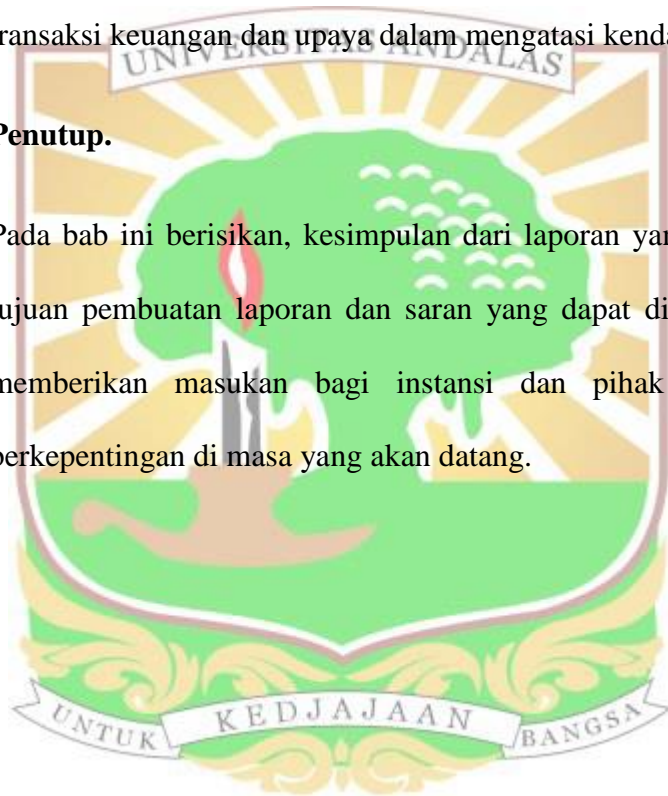 ransaksi keuangan dan upaya dalam mengatasi kenda
UNIVERSITAS ANDALAS
Penutup.
Pada bab ini berisikan, kesimpulan dari laporan yan
ujuan pembuatan laporan dan saran yang dapat di
memberikan masukan bagi instansi dan pihak
berkepentingan di masa yang akan datang.
UNTUK KEDJAJAAN BANGSA